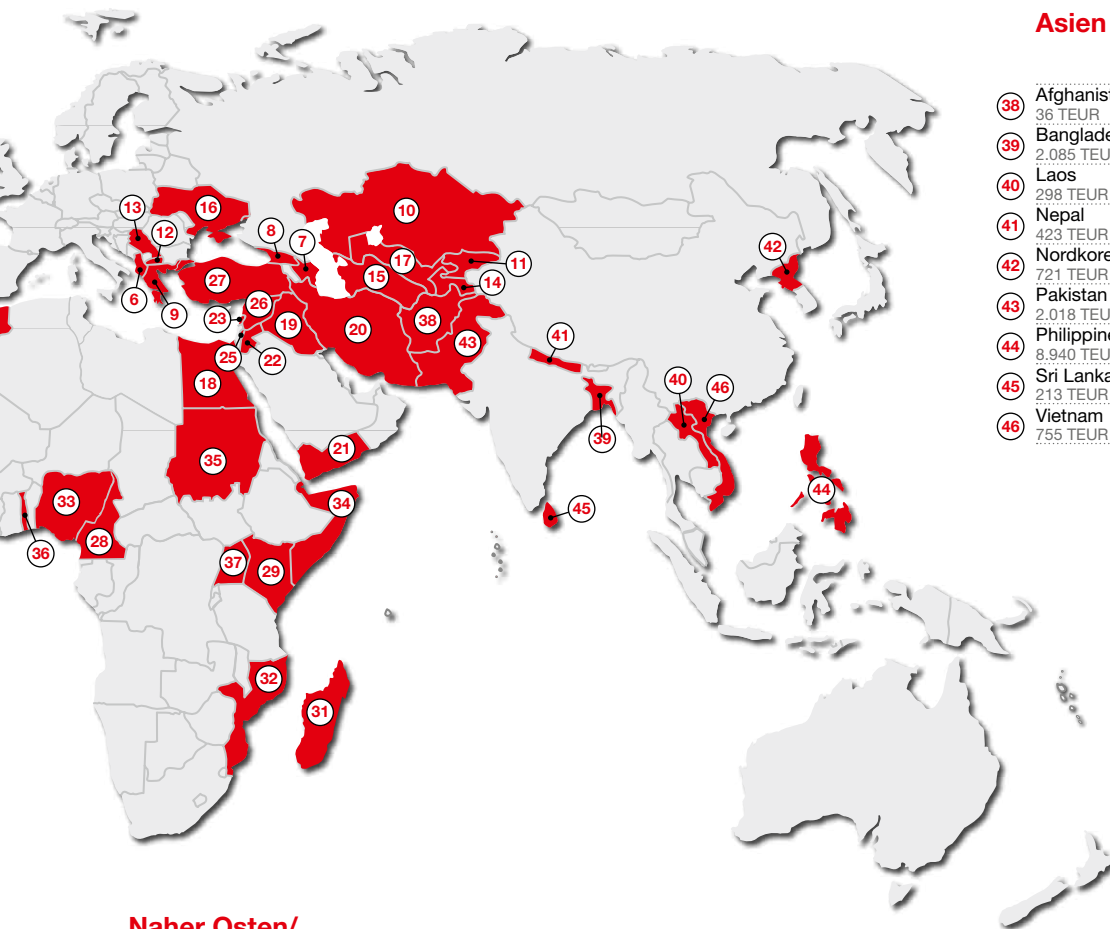 Asien
38 Afghanist
36 TEUR
39 Banglade
2.085 TEU
40 Laos
298 TEUR
41 Nepal
423 TEUR
42 Nordkore
721 TEUR
43 Pakistan
2.018 TEU
44 Philippine
8.940 TEU
45 Sri Lanka
213 TEUR
46 Vietnam
755 TEUR
13
16
10
12
8
7
42
17
11
27
15
14
6
9
26
23
19
20
38
43
41
25
22
18
40
46
39
21
35
44
33
34
45
28
36
37
29
32
31
Naher Osten/